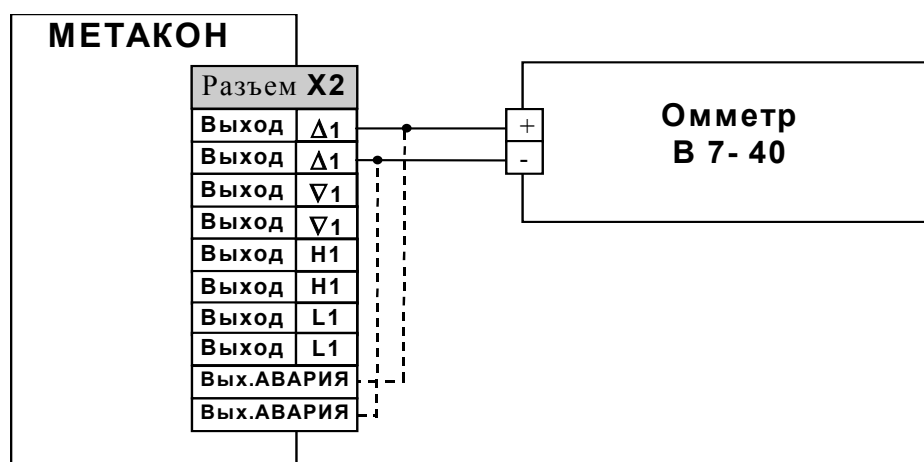 МЕТАКОН
Разъем X2
Выход Δ1
Выход Δ1
Выход ∇1
Выход ∇1
Выход H1
Выход H1
Выход L1
Выход L1
Вых.АВАРИЯ
Вых.АВАРИЯ
+
-
Омметр
В 7- 40